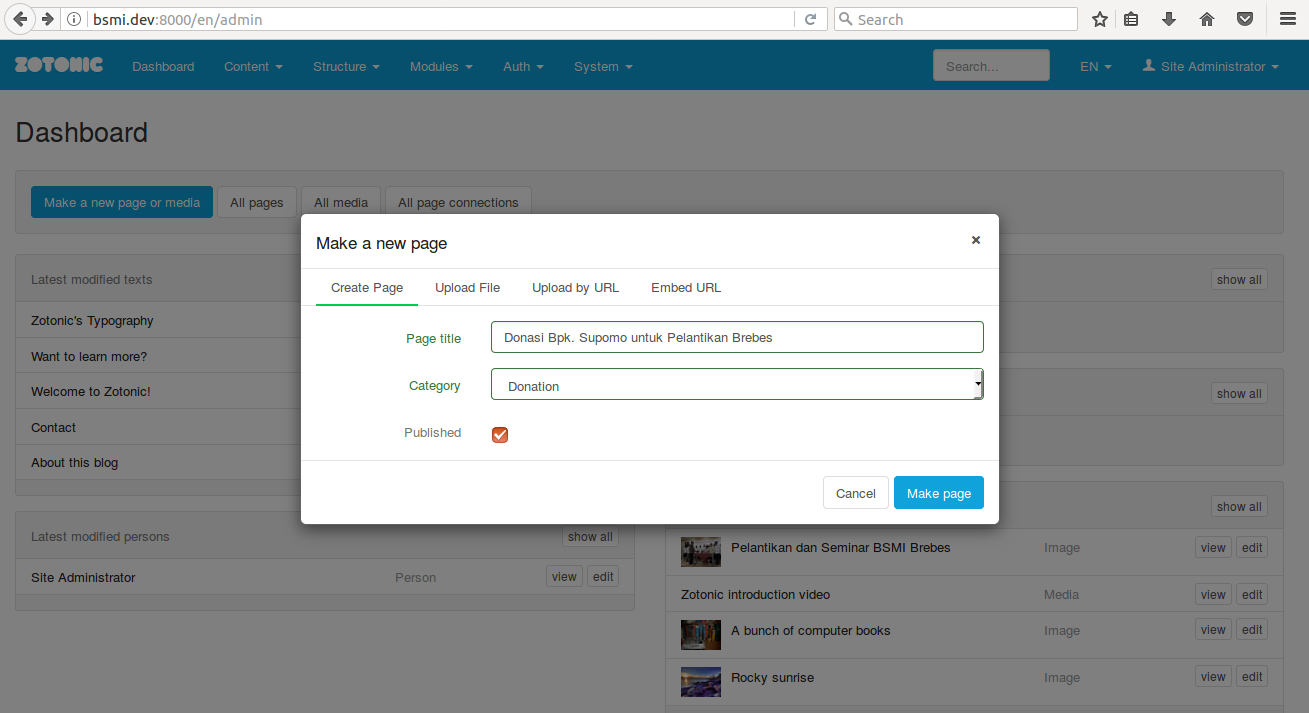 bsmi.dev:8000/en/admin
Search
ZOTONIC Dashboard Content Structure Modules Auth System Search... EN Site Administrator
Dashboard
Make a new page or media All pages All media All page connections
Make a new page ×
Create Page Upload File Upload by URL Embed URL
Page title Donasi Bpk. Supomo untuk Pelantikan Brebes
Category Donation
Published
Cancel Make page
Latest modified texts
Zotonic's Typography
Want to learn more?
Welcome to Zotonic!
Contact
About this blog
Latest modified persons show all
Site Administrator Person view edit
show all
show all
show all
Pelantikan dan Seminar BSMI Brebes Image view edit
Zotonic introduction video Media view edit
A bunch of computer books Image view edit
Rocky sunrise Image view edit